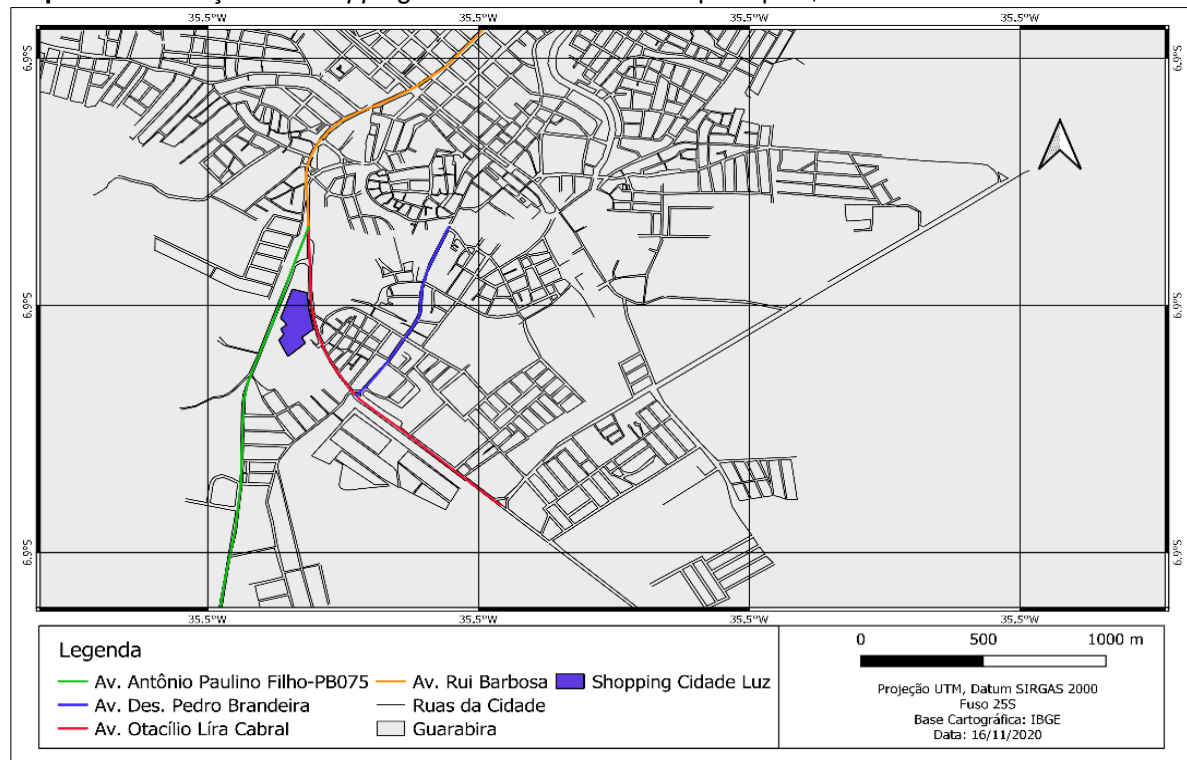 35.5°W 35.5°W 35.5°W 35.5°W
6.9°S 6.9°S
6.9°S 6.9°S
6.9°S 6.9°S
35.5°W 35.5°W 35.5°W 35.5°W
Legenda
Av. Antônio Paulino Filho-PB075 Av. Rui Barbosa Shopping Cidade Luz
Av. Des. Pedro Brandeira Ruas da Cidade
Av. Otacílio Líra Cabral Guarabira
0 500 1000 m
Projeção UTM, Datum SIRGAS 2000
Fuso 25S
Base Cartográfica: IBGE
Data: 16/11/2020